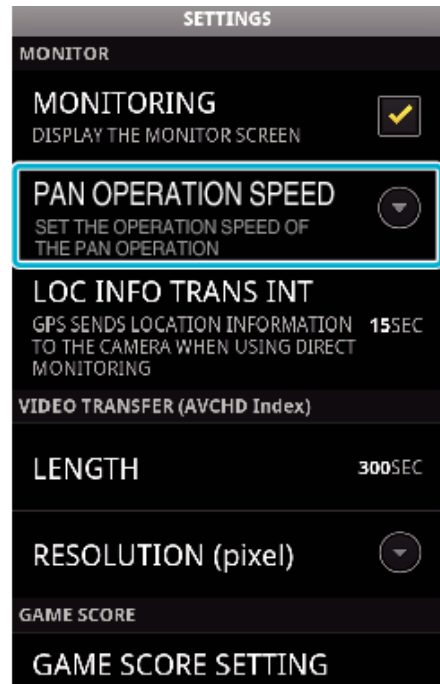 SETTINGS
MONITOR
MONITORING
DISPLAY THE MONITOR SCREEN
PAN OPERATION SPEED
SET THE OPERATION SPEED OF
THE PAN OPERATION
LOC INFO TRANS INT
GPS SENDS LOCATION INFORMATION 15SEC
TO THE CAMERA WHEN USING DIRECT
MONITORING
VIDEO TRANSFER (AVCHD Index)
LENGTH 300SEC
RESOLUTION (pixel)
GAME SCORE
GAME SCORE SETTING